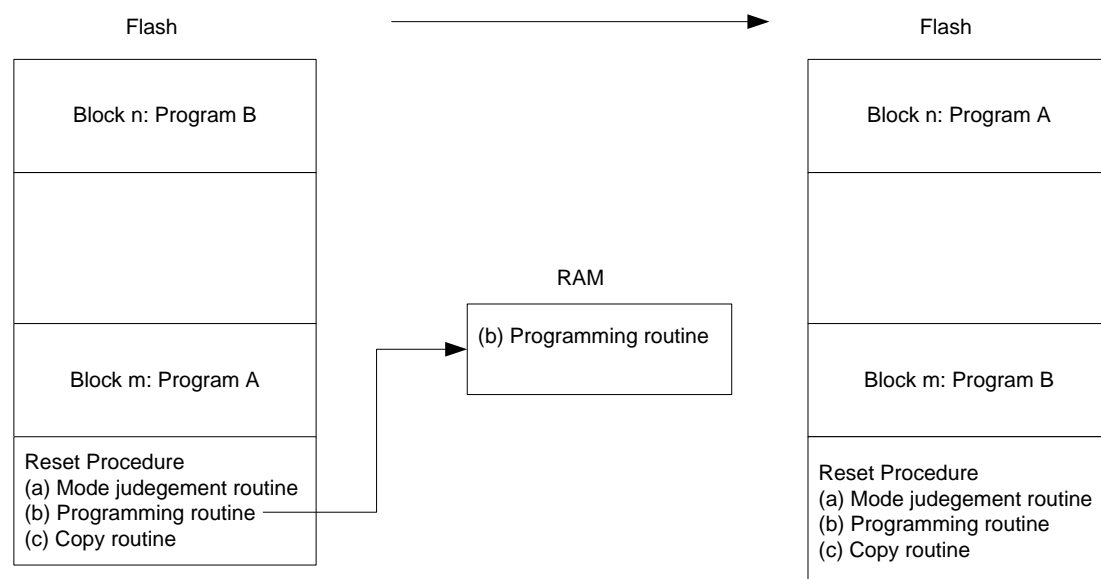 Flash
Flash
Block n: Program B
Block n: Program A
RAM
(b) Programming routine
Block m: Program A
Block m: Program B
Reset Procedure
(a) Mode judegement routine
(b) Programming routine
(c) Copy routine
Reset Procedure
(a) Mode judegement routine
(b) Programming routine
(c) Copy routine